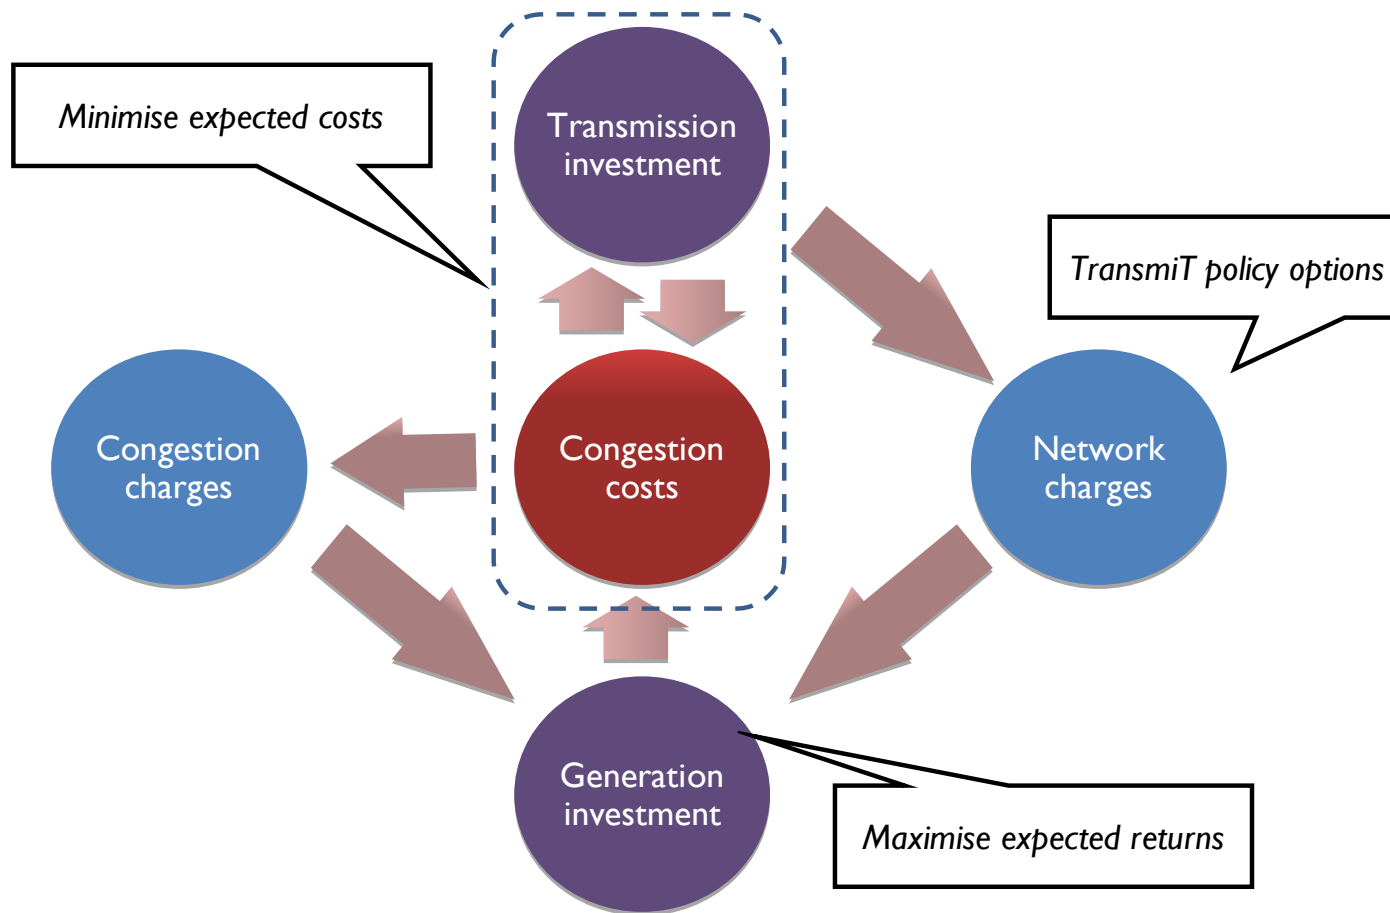 Minimise expected costs
Transmission
investment
TransmiT policy options
Congestion
charges
Congestion
costs
Network
charges
Generation
investment
Maximise expected returns